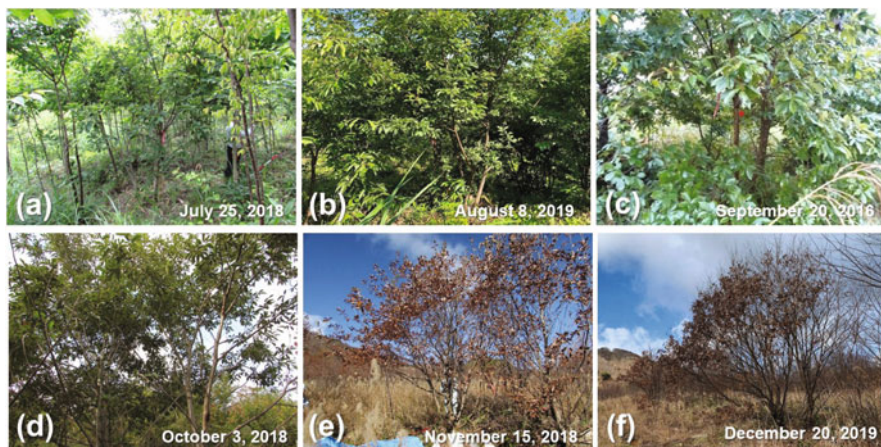 (a)
July 25, 2018
(b)
August 8, 2019
(c)
September 20, 2016
(d)
October 3, 2018
(e)
November 15, 2018
(f)
December 20, 2019